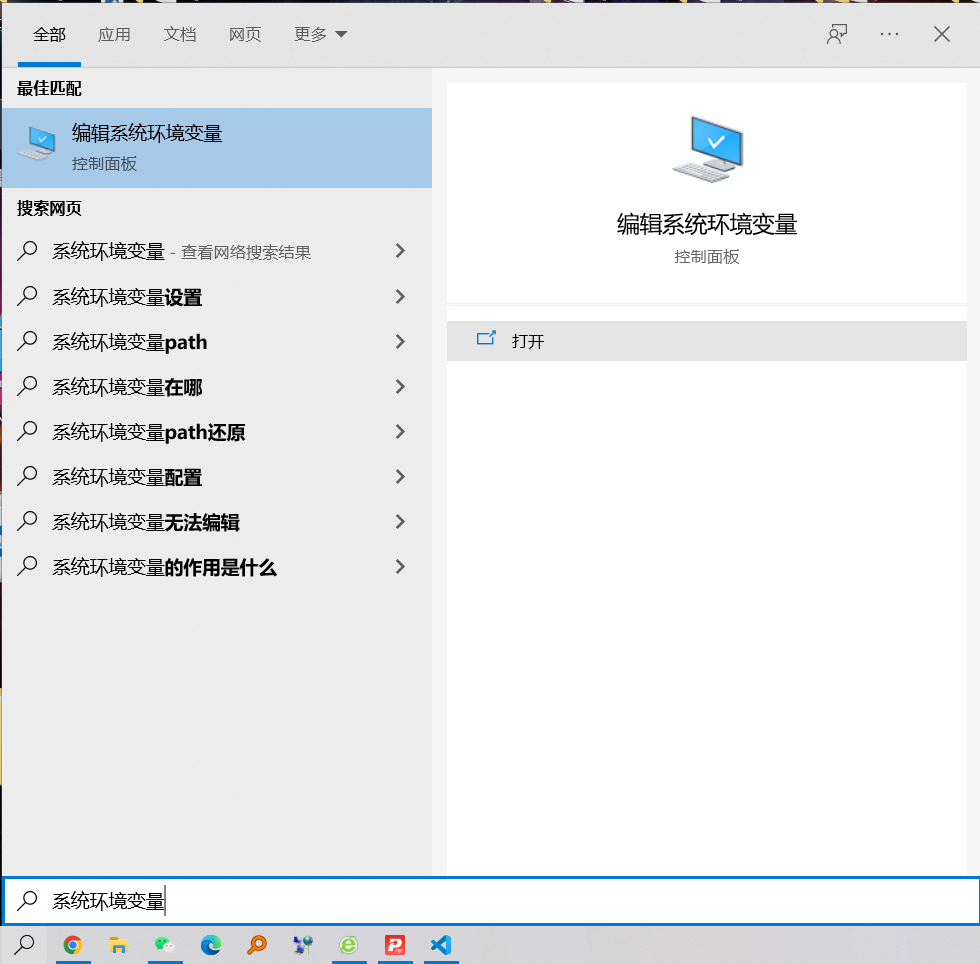 全部 应用 文档 网页 更多
最佳匹配
编辑系统环境变量
控制面板
搜索网页
系统环境变量 - 查看网络搜索结果
系统环境变量设置
系统环境变量path
系统环境变量在哪
系统环境变量path还原
系统环境变量配置
系统环境变量无法编辑
系统环境变量的作用是什么
编辑系统环境变量
控制面板
打开
系统环境变量